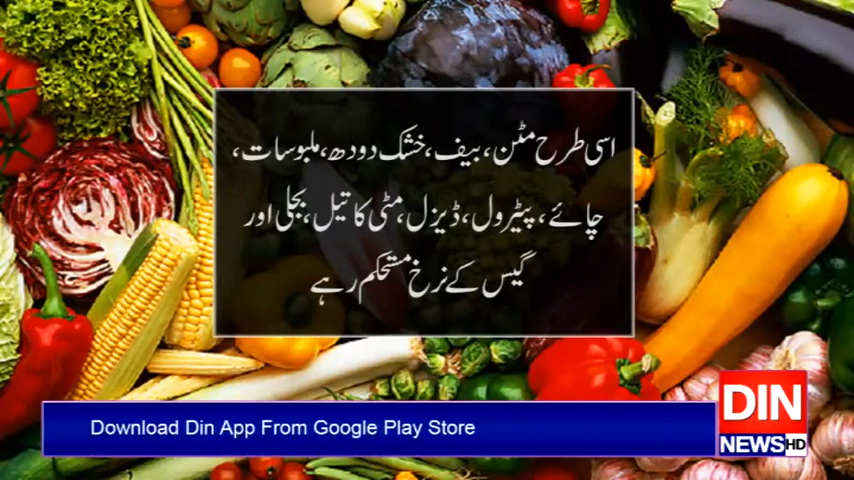 اسی طرح مٹن، بیف، خشک دودھ، ملبوسات،
چائے، پیٹرول، ڈیزل، مٹی کا تیل، بجلی اور
گیس کے نرخ مستحکم رہے
Download Din App From Google Play Store
DIN
NEWS HD